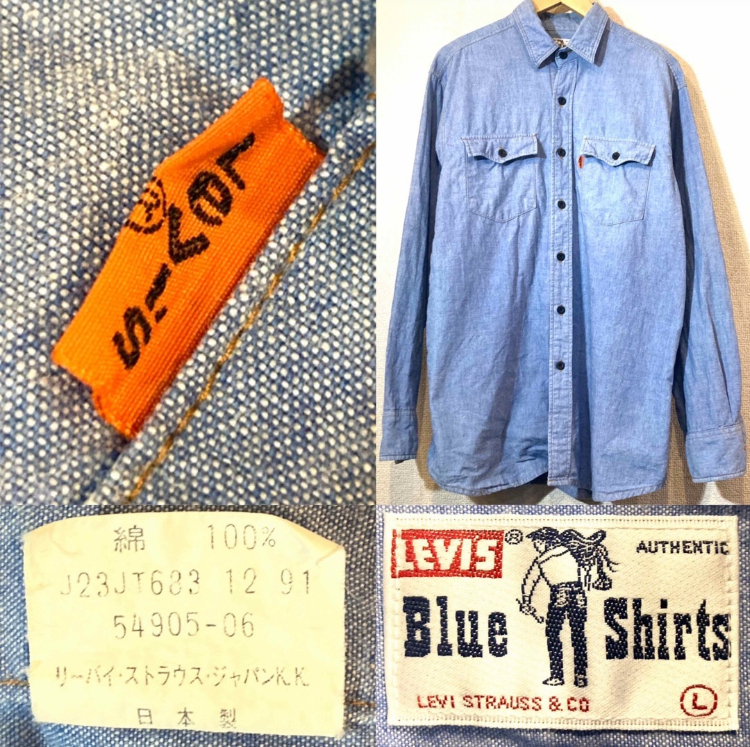 LEVI'S
®
綿 100%
J23JT683 12 91
54905-06
リーバイ・ストラウス・ジャパンK.K.
日本製
LEVI'S ®
AUTHENTIC
Blue Shirts
LEVI STRAUSS & CO
L